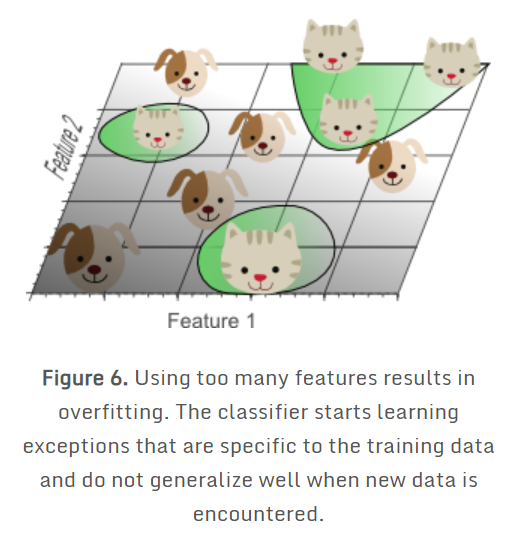 Feature 2
Feature 1
Figure 6. Using too many features results in
overfitting. The classifier starts learning
exceptions that are specific to the training data
and do not generalize well when new data is
encountered.